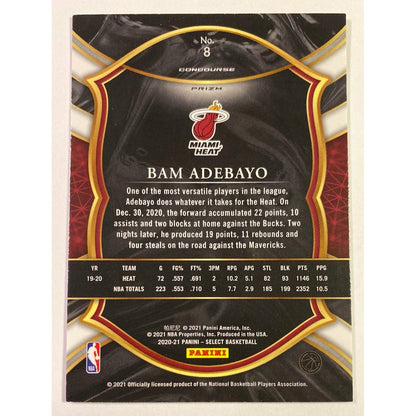 No.
8
CONCOURSE
PRIZM
MIAMI
HEAT
BAM ADEBAYO
One of the most versatile players in the league,
Adebayo does whatever it takes for the Heat. On
Dec. 30, 2020, the forward accumulated 22 points, 10
assists and two blocks at home against the Bucks. Two
nights later, he produced 19 points, 11 rebounds and
four steals on the road against the Mavericks.
YR TEAM G FG% FT% 3PM RPG APG STL BLK PTS PPG
19-20 HEAT 72 .557 .691 2 10.2 5.1 82 93 1146 15.9
NBA TOTALS 223 .553 .710 5 7.7 2.9 185 199 2352 10.5
帕尼尼 © 2021 Panini America, Inc.
© 2021 NBA Properties, Inc. Produced in the USA.
2020-21 PANINI – SELECT BASKETBALL
PANINI
NBA
© 2021 Officially licensed product of the National Basketball Players Association.